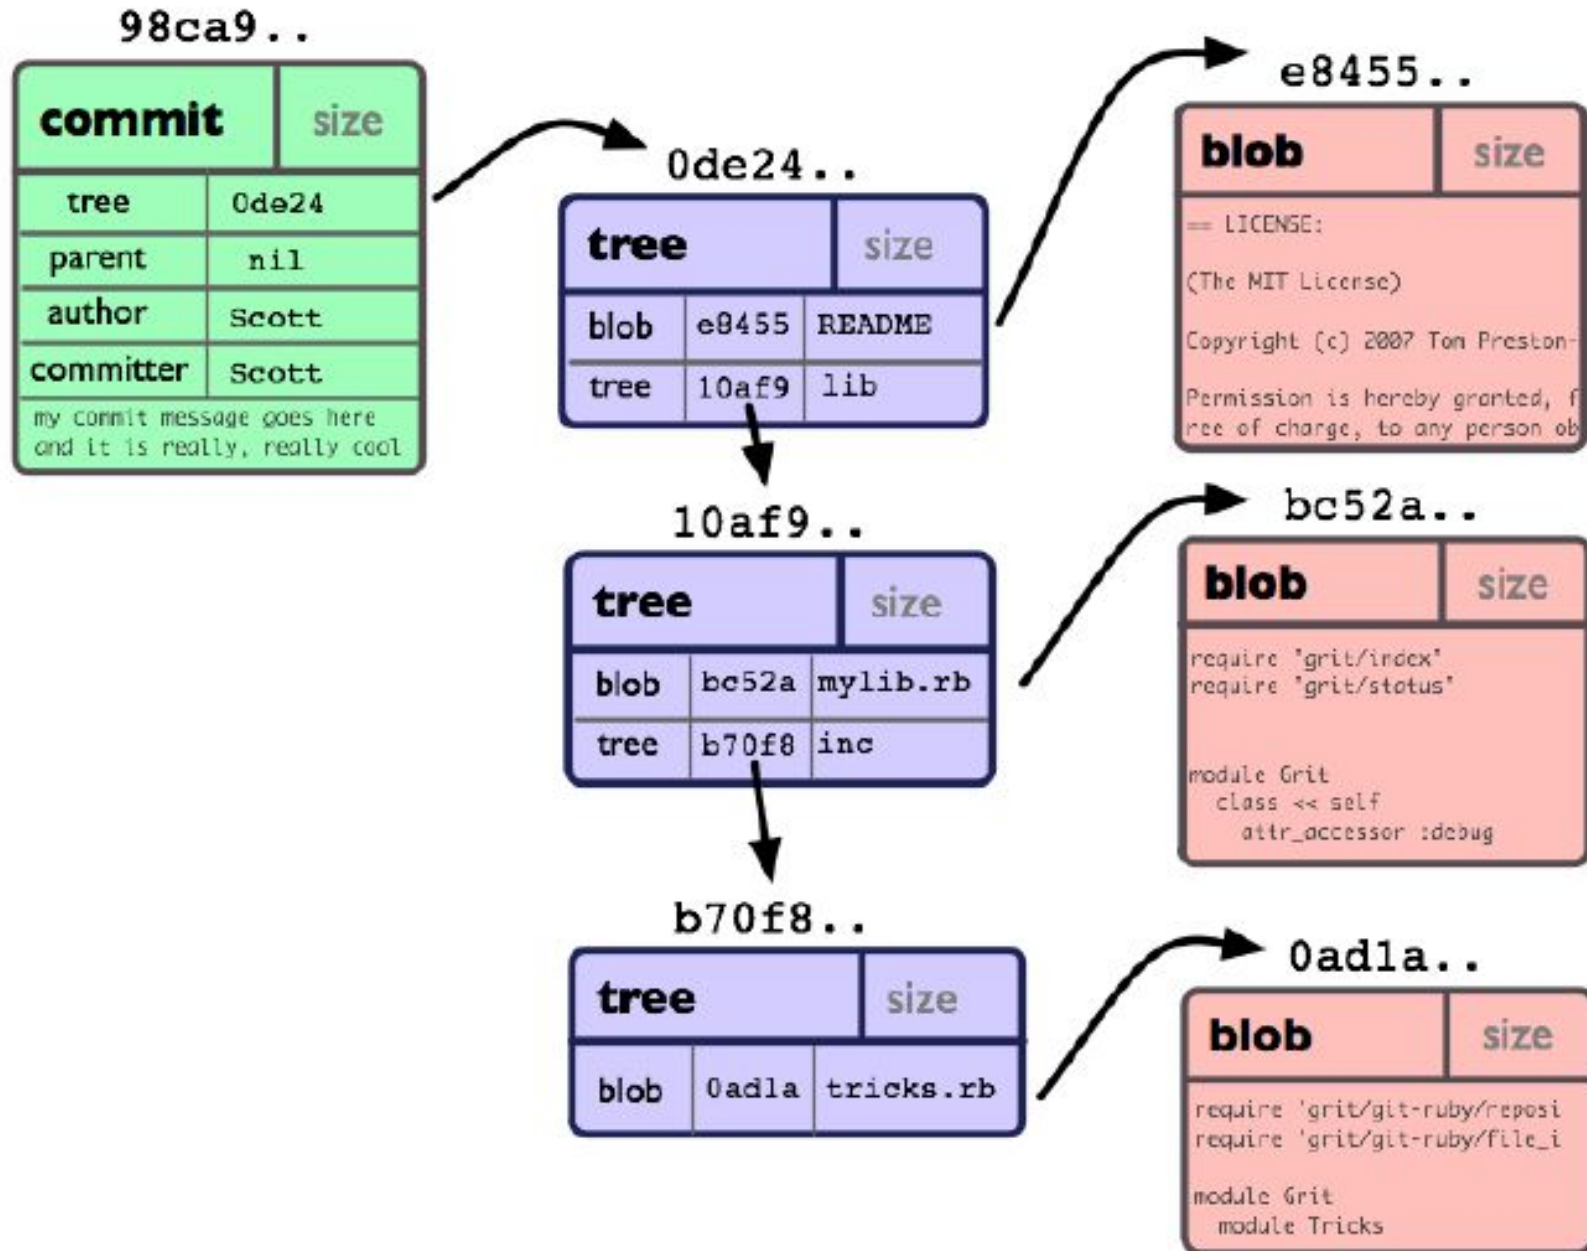 98ca9..
commit size
tree 0de24
parent nil
author Scott
committer Scott
my commit message goes here
and it is really, really cool
0de24..
tree size
blob e8455 README
tree 10af9 lib
10af9..
tree size
blob bc52a mylib.rb
tree b70f8 inc
b70f8..
tree size
blob 0ad1a tricks.rb
e8455..
blob size
== LICENSE:
(The MIT License)
Copyright (c) 2007 Tom Preston-
Permission is hereby granted, f
ree of charge, to any person ob
bc52a..
blob size
require 'grit/index'
require 'grit/status'
module Grit
class << self
attr_accessor :debug
0ad1a..
blob size
require 'grit/git-ruby/reposi
require 'grit/git-ruby/file_i
module Grit
module Tricks